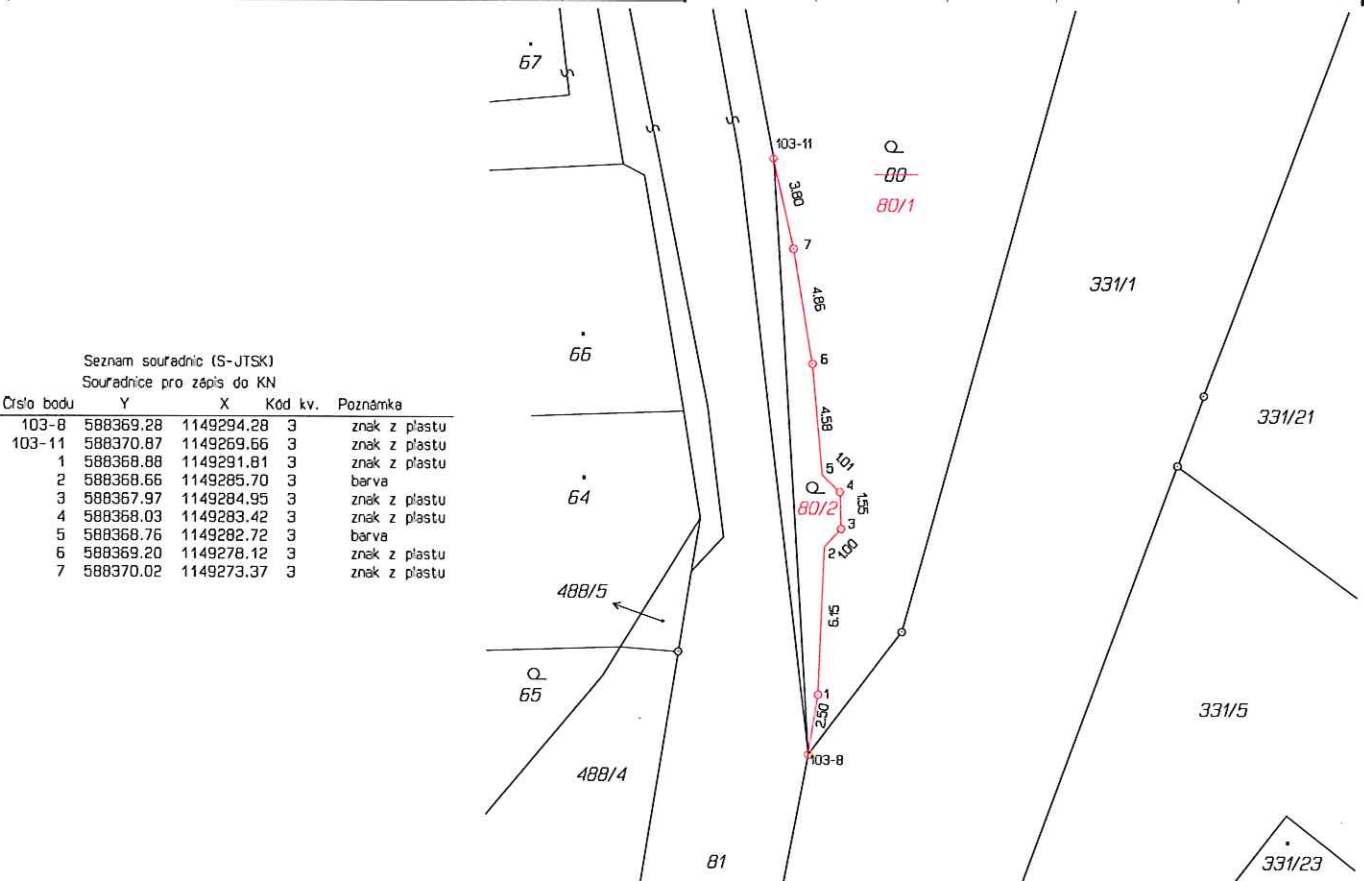 Seznam souřadnic (S-JTSK)
Souřadnice pro zápis do KN
Číslo bodu Y X Kód kv. Poznámka
103-8 588369.28 1149294.28 3 znak z plastu
103-11 588370.87 1149269.66 3 znak z plastu
1 588368.88 1149291.81 3 znak z plastu
2 588368.66 1149285.70 3 barva
3 588367.97 1149284.95 3 znak z plastu
4 588368.03 1149283.42 3 znak z plastu
5 588368.76 1149282.72 3 barva
6 588369.20 1149278.12 3 znak z plastu
7 588370.02 1149273.37 3 znak z plastu
67
103-11
80
80/1
3.80
7
4.86
331/1
66
6
4.58
331/21
5
1.01
4
64
80/2
1.55
3
2
1.00
488/5
6.15
65
1
2.50
331/5
103-8
488/4
81
331/23